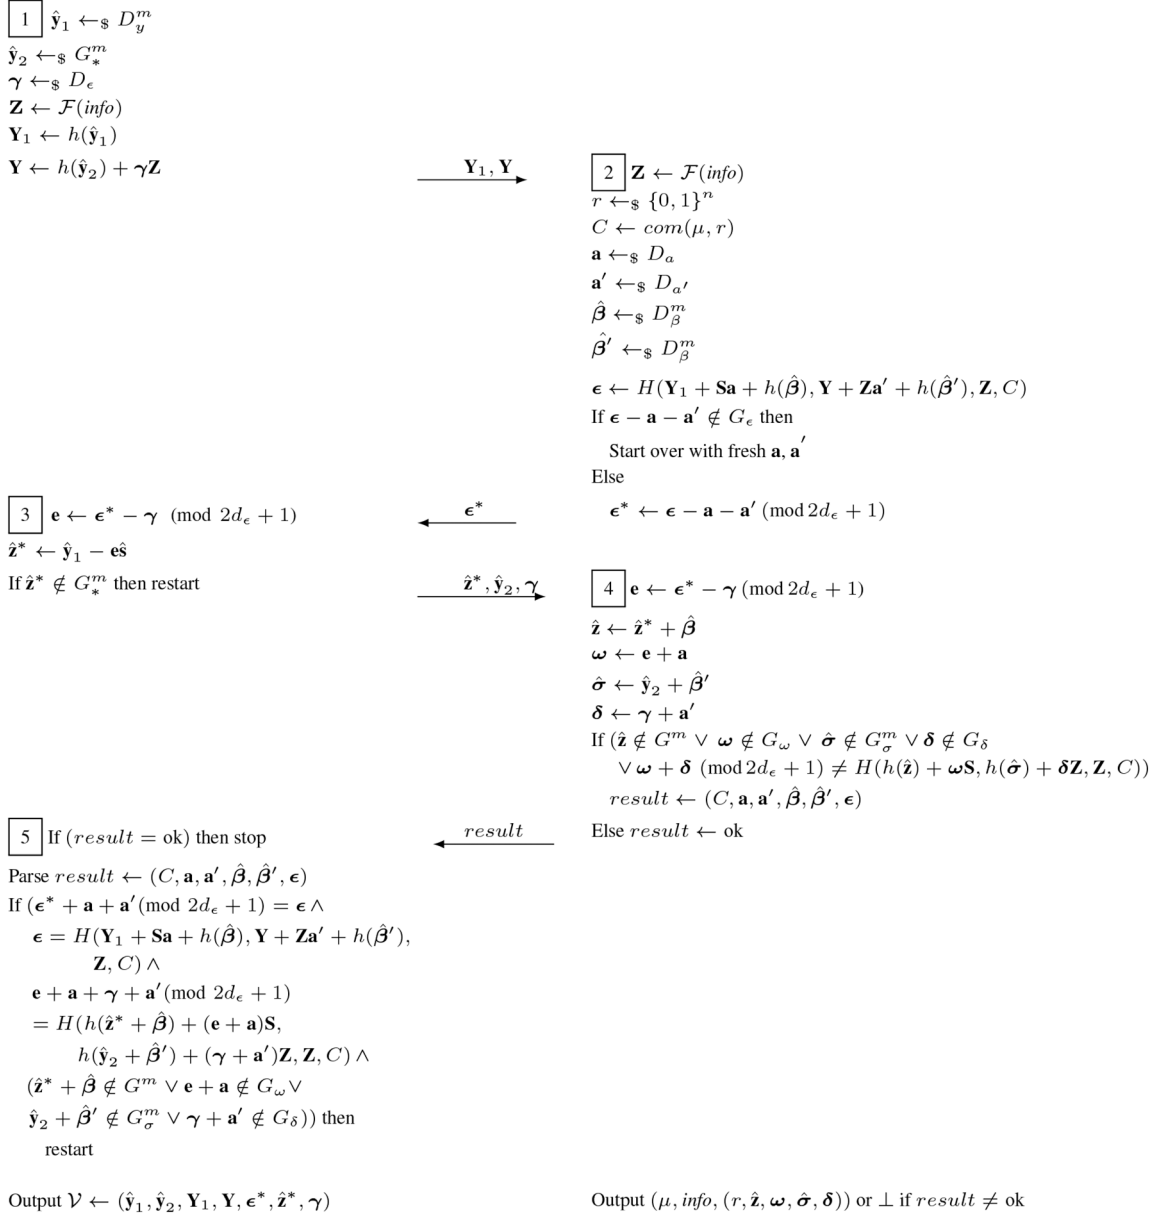 1 ŷ₁ ←$ D_y^m
ŷ₂ ←$ G_*^m
γ ←$ D_ϵ
Z ← F(info)
Y₁ ← h(ŷ₁)
Y ← h(ŷ₂) + γZ
Y₁, Y
2 Z ← F(info)
r ←$ {0, 1}ⁿ
C ← com(μ, r)
a ←$ D_a
a′ ←$ D_a′
β̂ ←$ D_β^m
β̂′ ←$ D_β^m
ϵ ← H(Y₁ + Sa + h(β̂), Y + Za′ + h(β̂′), Z, C)
If ϵ − a − a′ ∉ G_ϵ then
Start over with fresh a, a′
Else
ϵ* ← ϵ − a − a′ (mod 2d_ϵ + 1)
ϵ*
3 e ← ϵ* − γ (mod 2d_ϵ + 1)
ẑ* ← ŷ₁ − eŝ
If ẑ* ∉ G_*^m then restart
ẑ*, ŷ₂, γ
4 e ← ϵ* − γ (mod 2d_ϵ + 1)
ẑ ← ẑ* + β̂
ω ← e + a
σ̂ ← ŷ₂ + β̂′
δ ← γ + a′
If (ẑ ∉ G^m ∨ ω ∉ G_ω ∨ σ̂ ∉ G_σ^m ∨ δ ∉ G_δ
∨ ω + δ (mod 2d_ϵ + 1) ≠ H(h(ẑ) + ωS, h(σ̂) + δZ, Z, C))
result ← (C, a, a′, β̂, β̂′, ϵ)
Else result ← ok
result
5 If (result = ok) then stop
Parse result ← (C, a, a′, β̂, β̂′, ϵ)
If (ϵ* + a + a′(mod 2d_ϵ + 1) = ϵ ∧
ϵ = H(Y₁ + Sa + h(β̂), Y + Za′ + h(β̂′),
Z, C) ∧
e + a + γ + a′(mod 2d_ϵ + 1)
= H(h(ẑ* + β̂) + (e + a)S,
h(ŷ₂ + β̂′) + (γ + a′)Z, Z, C) ∧
(ẑ* + β̂ ∉ G^m ∨ e + a ∉ G_ω ∨
ŷ₂ + β̂′ ∉ G_σ^m ∨ γ + a′ ∉ G_δ)) then
restart
Output V ← (ŷ₁, ŷ₂, Y₁, Y, ϵ*, ẑ*, γ)
Output (μ, info, (r, ẑ, ω, σ̂, δ)) or ⊥ if result ≠ ok